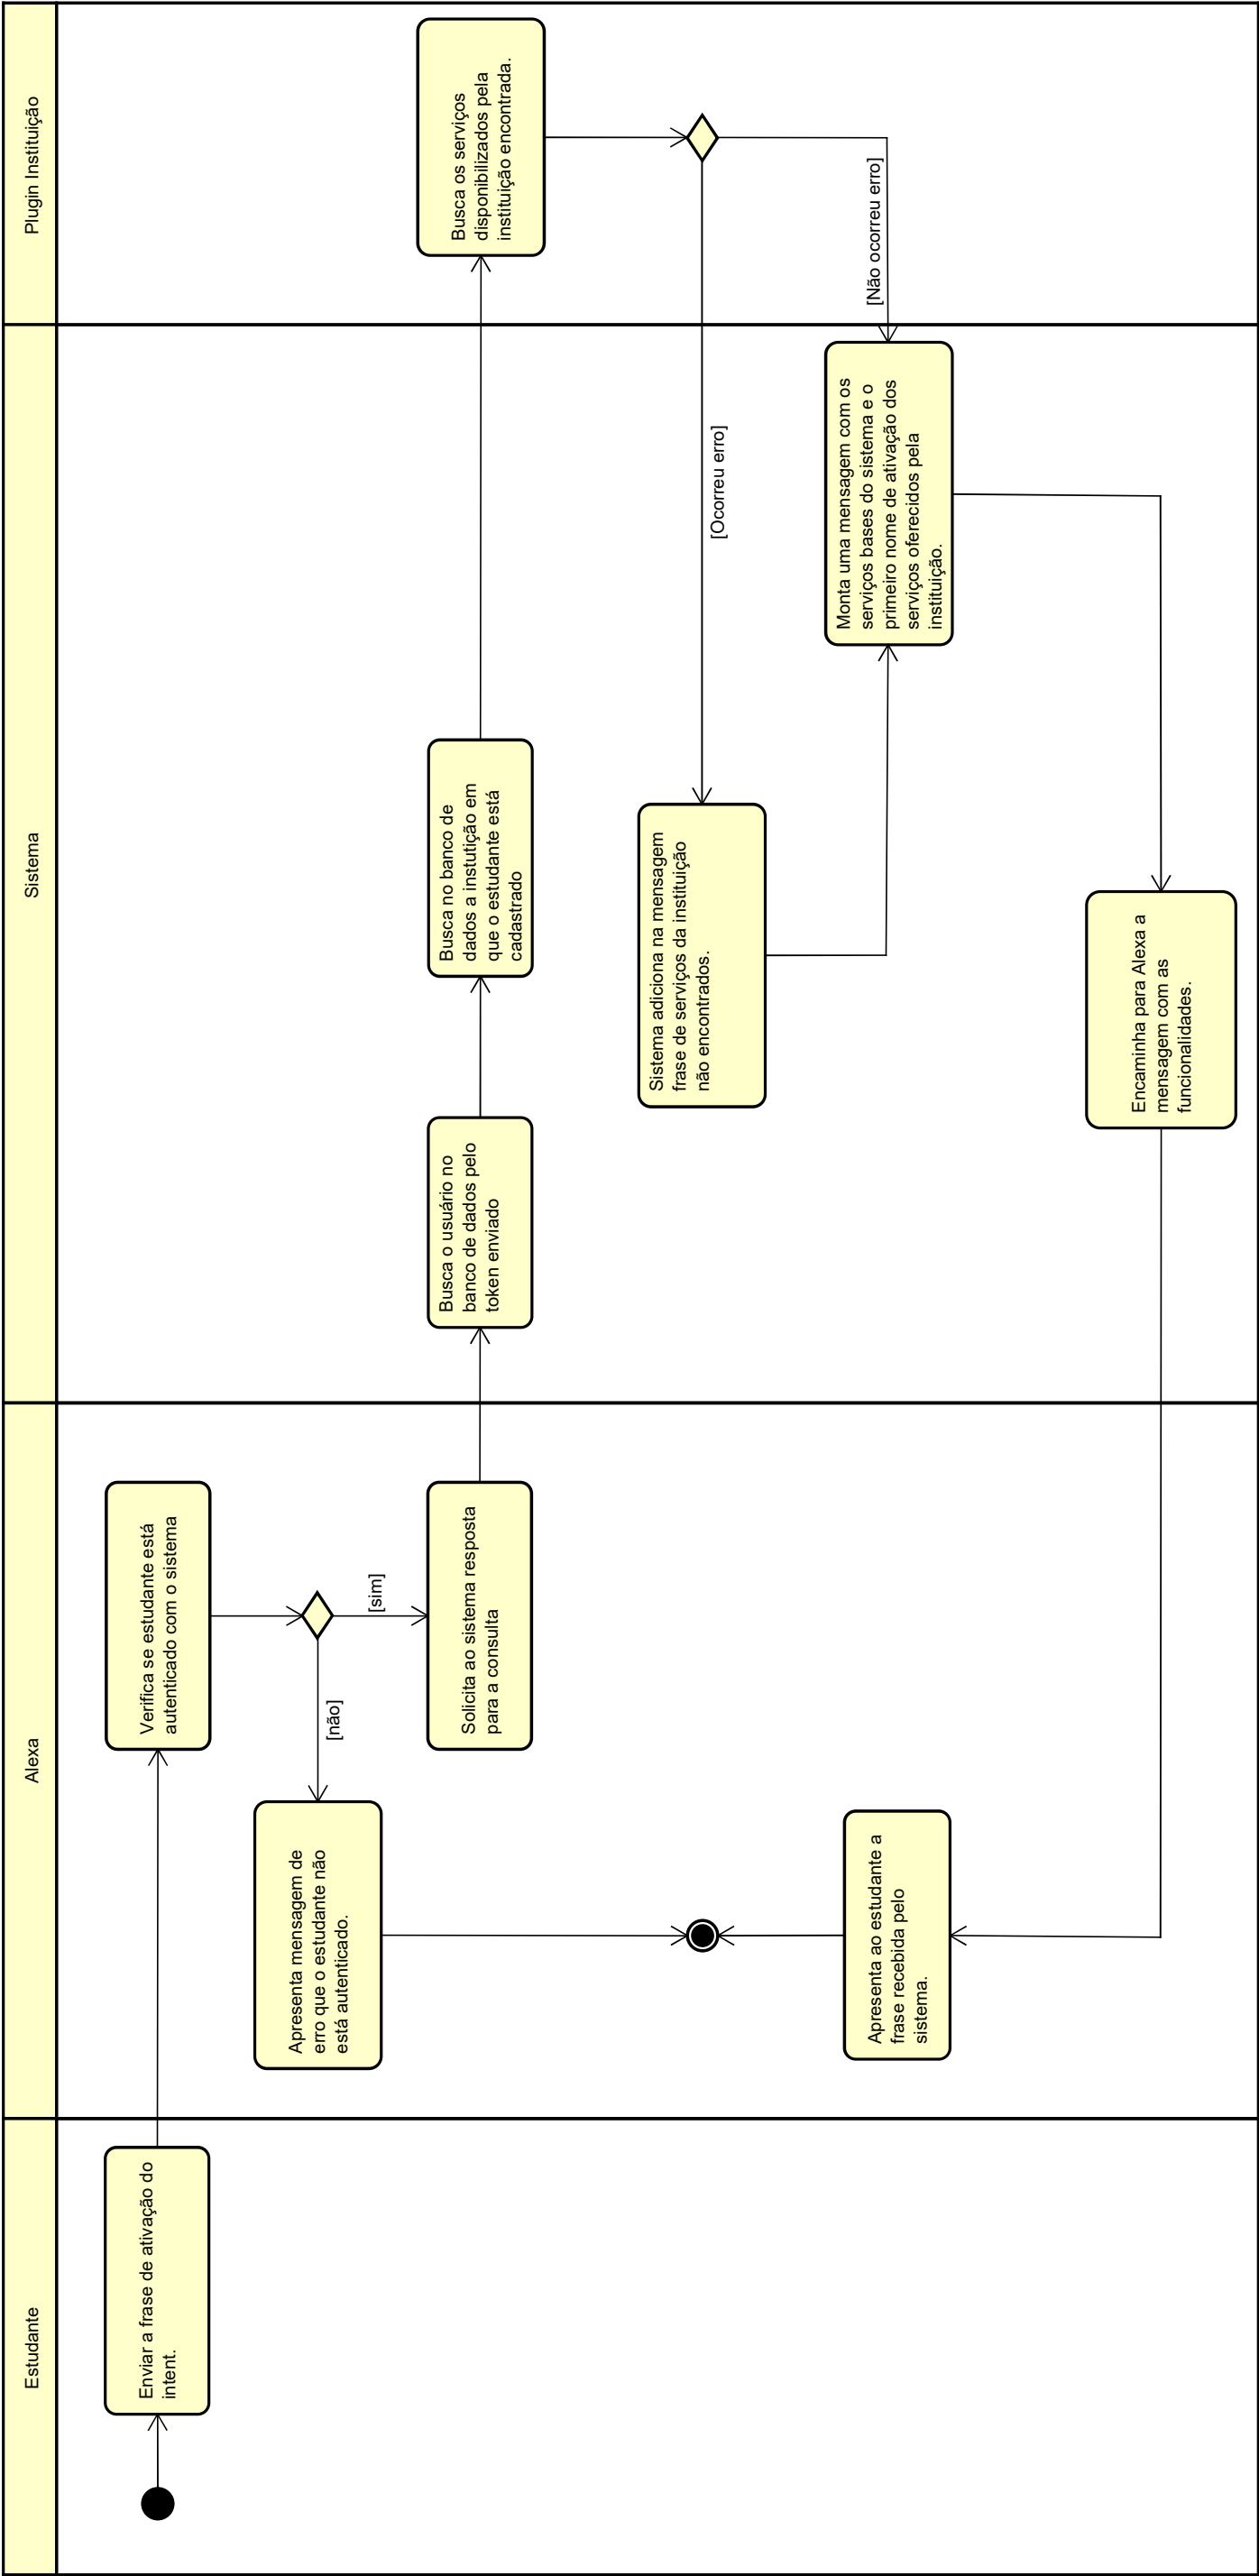 Estudante
Alexa
Sistema
Plugin Instituição
Enviar a frase de ativação do
intent.
Verifica se estudante está
autenticado com o sistema
[não]
[sim]
Apresenta mensagem de
erro que o estudante não
está autenticado.
Solicita ao sistema resposta
para a consulta
Busca o usuário no
banco de dados pelo
token enviado
Busca no banco de
dados a instutição em
que o estudante está
cadastrado
Busca os serviços
disponibilizados pela
instituição encontrada.
[Ocorreu erro]
[Não ocorreu erro]
Sistema adiciona na mensagem
frase de serviços da instituição
não encontrados.
Monta uma mensagem com os
serviços bases do sistema e o
primeiro nome de ativação dos
serviços oferecidos pela
instituição.
Encaminha para Alexa a
mensagem com as
funcionalidades.
Apresenta ao estudante a
frase recebida pelo
sistema.